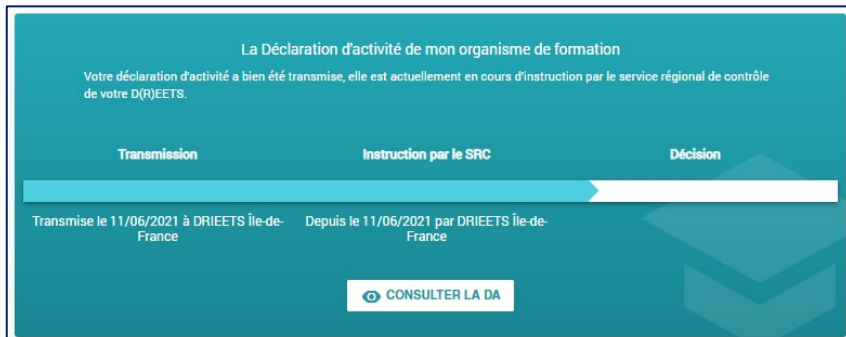 La Déclaration d'activité de mon organisme de formation
Votre déclaration d'activité a bien été transmise, elle est actuellement en cours d'instruction par le service régional de contrôle
de votre D(R)EETS.
Transmission
Instruction par le SRC
Décision
Transmise le 11/06/2021 à DRIEETS Île-de-
France
Depuis le 11/06/2021 par DRIEETS Île-de-
France
CONSULTER LA DA